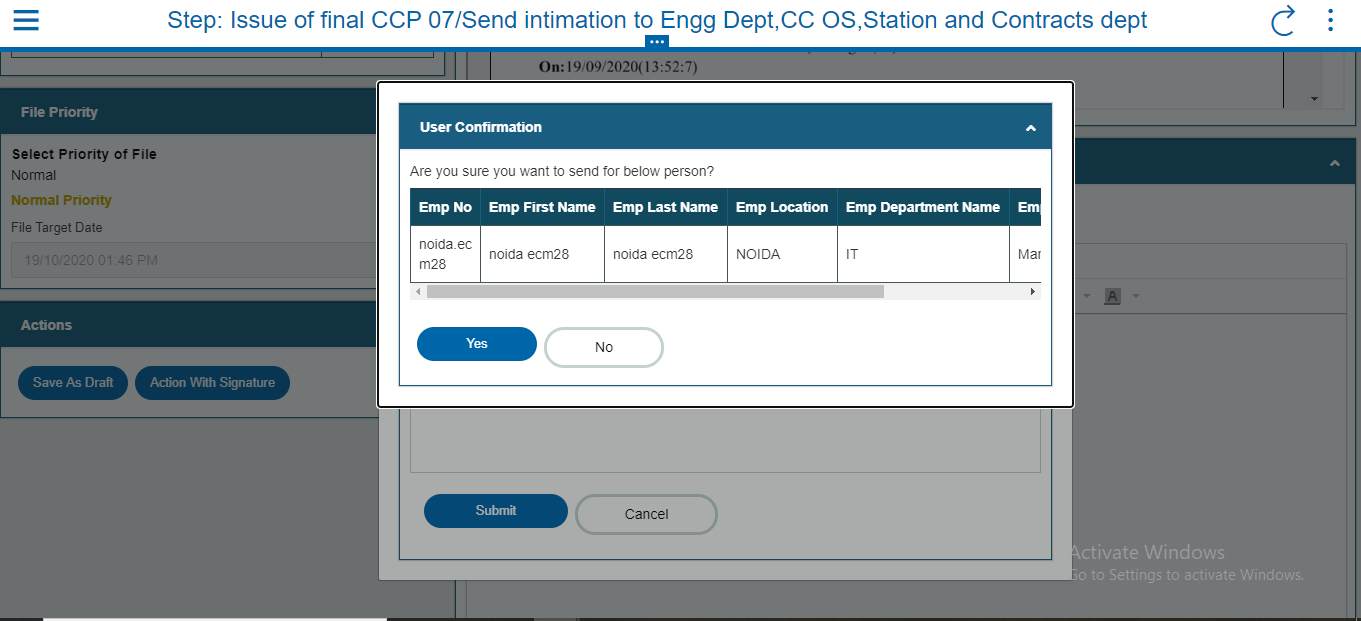 Step: Issue of final CCP 07/Send intimation to Engg Dept,CC OS,Station and Contracts dept
On:19/09/2020(13:52:7)
File Priority
Select Priority of File
Normal
Normal Priority
File Target Date
19/10/2020 01:46 PM
Actions
Save As Draft
Action With Signature
User Confirmation
Are you sure you want to send for below person?
Emp No Emp First Name Emp Last Name Emp Location Emp Department Name
noida.ec
m28
noida ecm28 noida ecm28 NOIDA IT
Yes
No
Submit
Cancel
A
Activate Windows
Go to Settings to activate Windows.